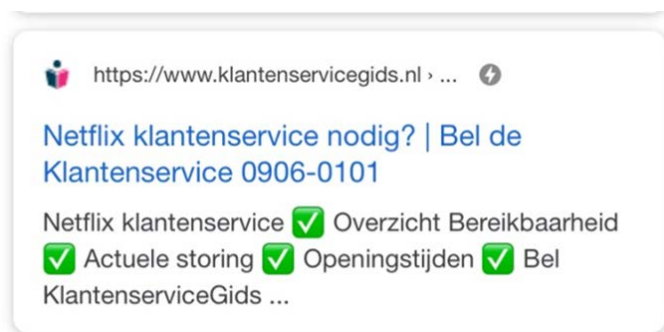 https://www.klantenservicegids.nl › ...
Netflix klantenservice nodig? | Bel de
Klantenservice 0906-0101
Netflix klantenservice ✅ Overzicht Bereikbaarheid
✅ Actuele storing ✅ Openingstijden ✅ Bel
KlantenserviceGids ...